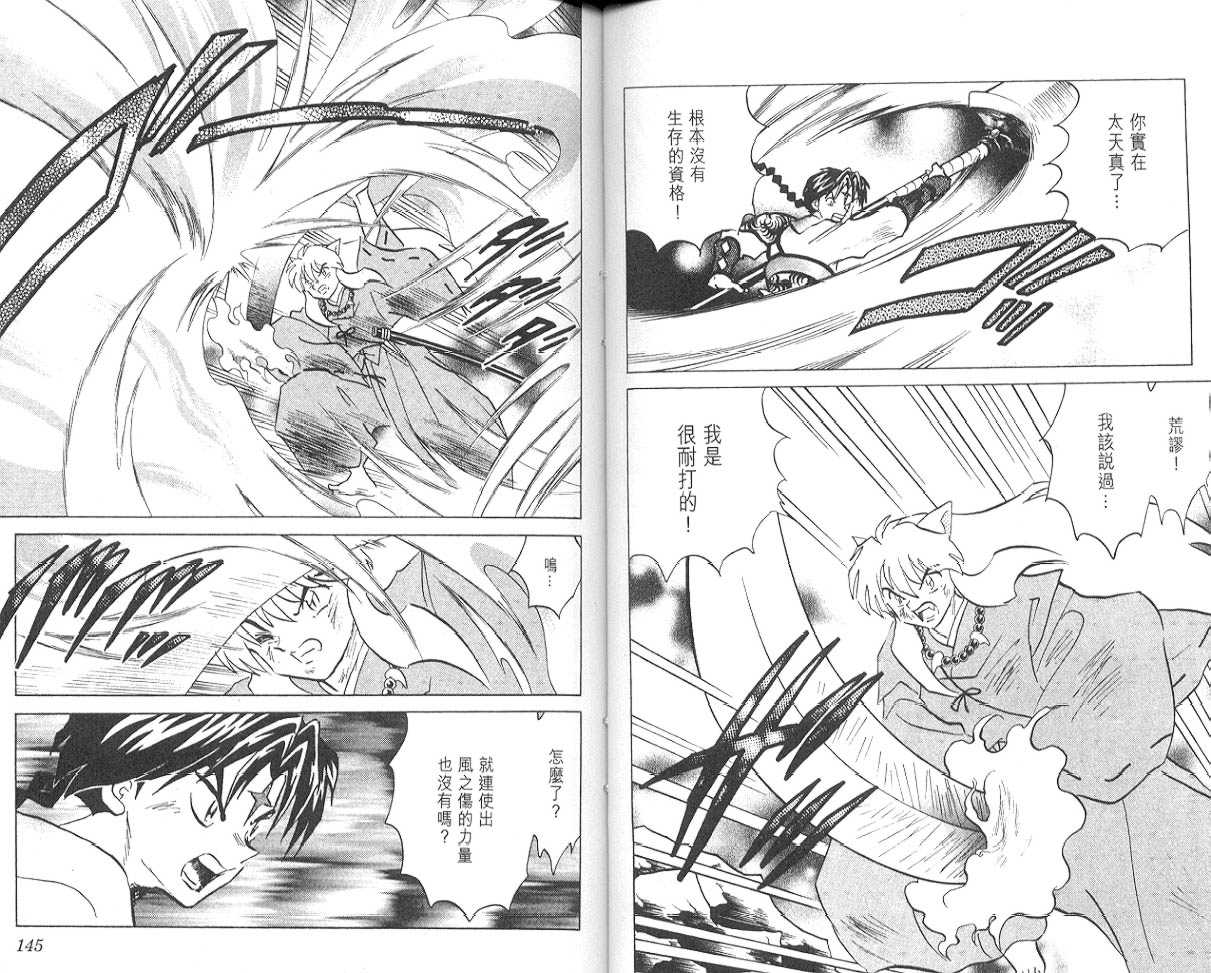 你實在
太天真了…
根本沒有
生存的資格！
荒謬！
我該說過…
我是
很耐打的！
嗚…
怎麼了？
就連使出
風之傷的力量
也沒有嗎？
145